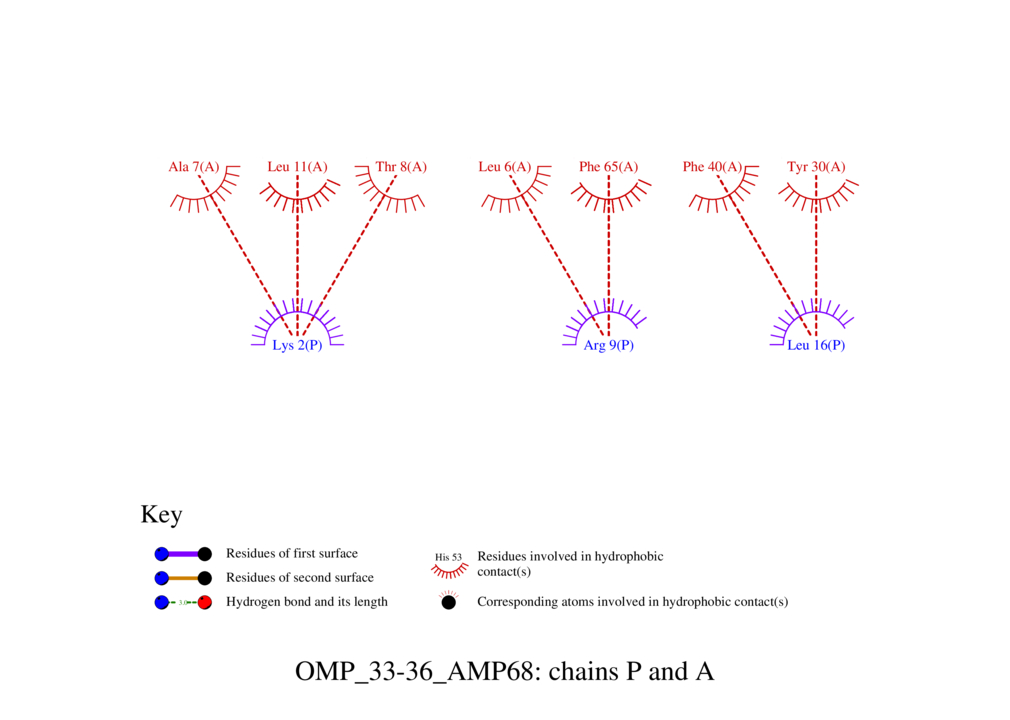 Ala 7(A) Leu 11(A) Thr 8(A) Leu 6(A) Phe 65(A) Phe 40(A) Tyr 30(A)
Lys 2(P) Arg 9(P) Leu 16(P)
Key
Residues of first surface
Residues of second surface
3.0 Hydrogen bond and its length
His 53 Residues involved in hydrophobic
contact(s)
Corresponding atoms involved in hydrophobic contact(s)
OMP_33-36_AMP68: chains P and A